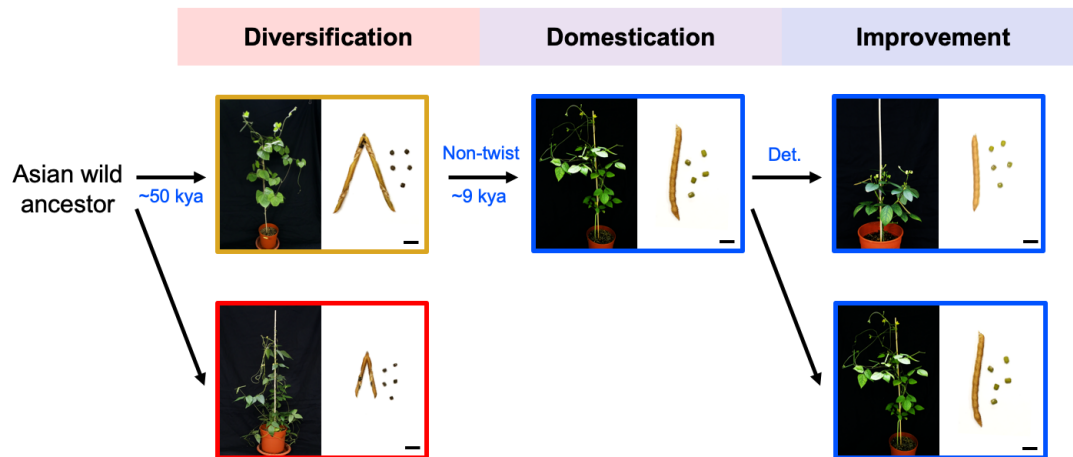 Diversification
Domestication
Improvement
Asian wild
ancestor
~50 kya
Non-twist
~9 kya
Det.